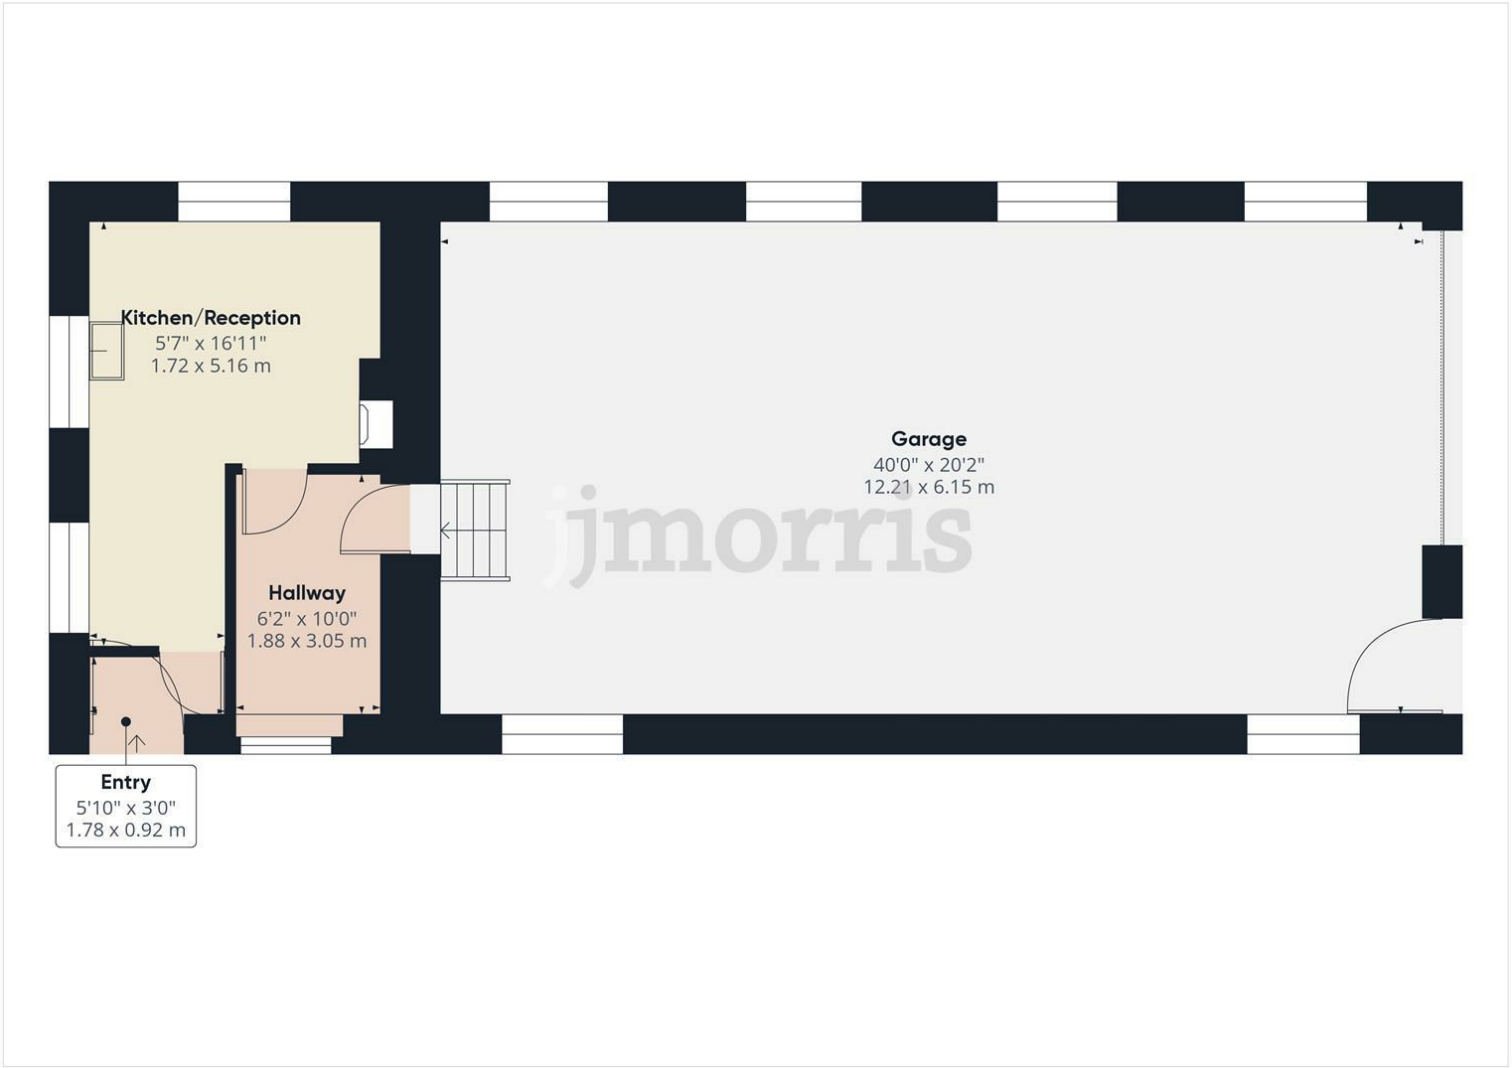 Kitchen/Reception
5'7" x 16'11"
1.72 x 5.16 m
Garage
40'0" x 20'2"
12.21 x 6.15 m
jjmorris
Hallway
6'2" x 10'0"
1.88 x 3.05 m
Entry
5'10" x 3'0"
1.78 x 0.92 m